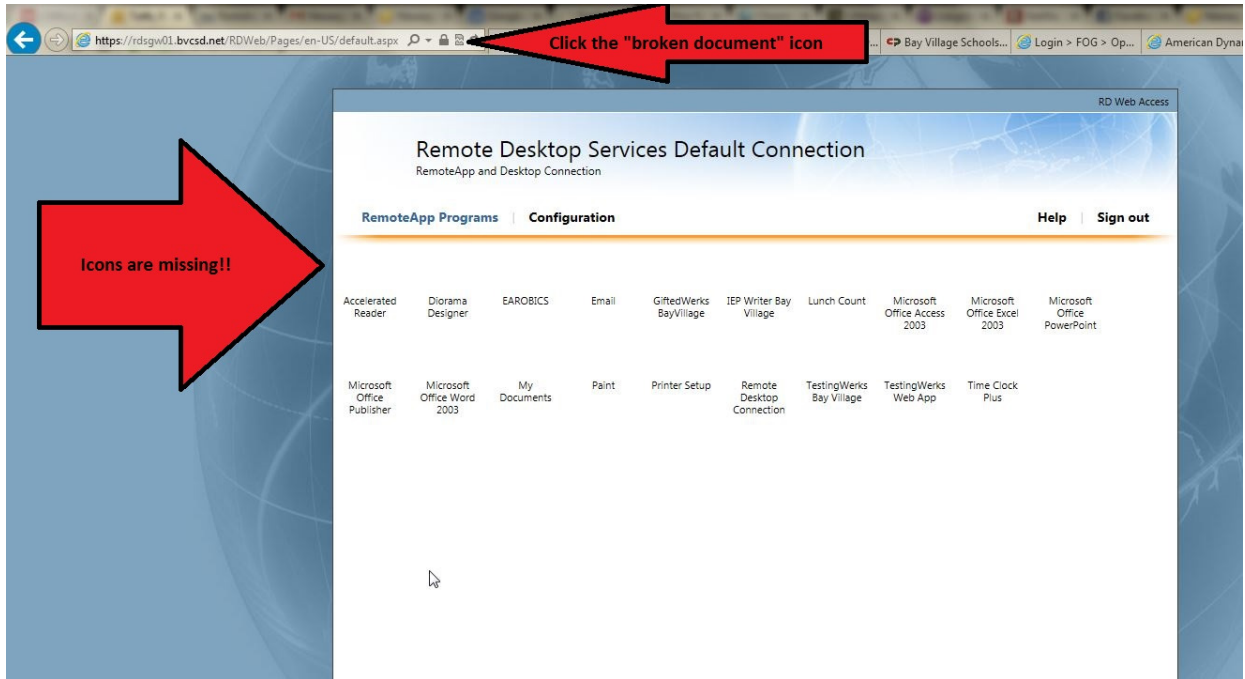 https://rdsgw01.bvcsd.net/RDWeb/Pages/en-US/default.aspx
Click the "broken document" icon
... Bay Village Schools...
Login > FOG > Op...
American Dynar
RD Web Access
Remote Desktop Services Default Connection
RemoteApp and Desktop Connection
RemoteApp Programs | Configuration
Help | Sign out
Icons are missing!!
Accelerated
Reader
Diorama
Designer
EAROBICS
Email
GiftedWerks
BayVillage
IEP Writer Bay
Village
Lunch Count
Microsoft
Office Access
2003
Microsoft
Office Excel
2003
Microsoft
Office
PowerPoint
Microsoft
Office
Publisher
Microsoft
Office Word
2003
My
Documents
Paint
Printer Setup
Remote
Desktop
Connection
TestingWerks
Bay Village
TestingWerks
Web App
Time Clock
Plus